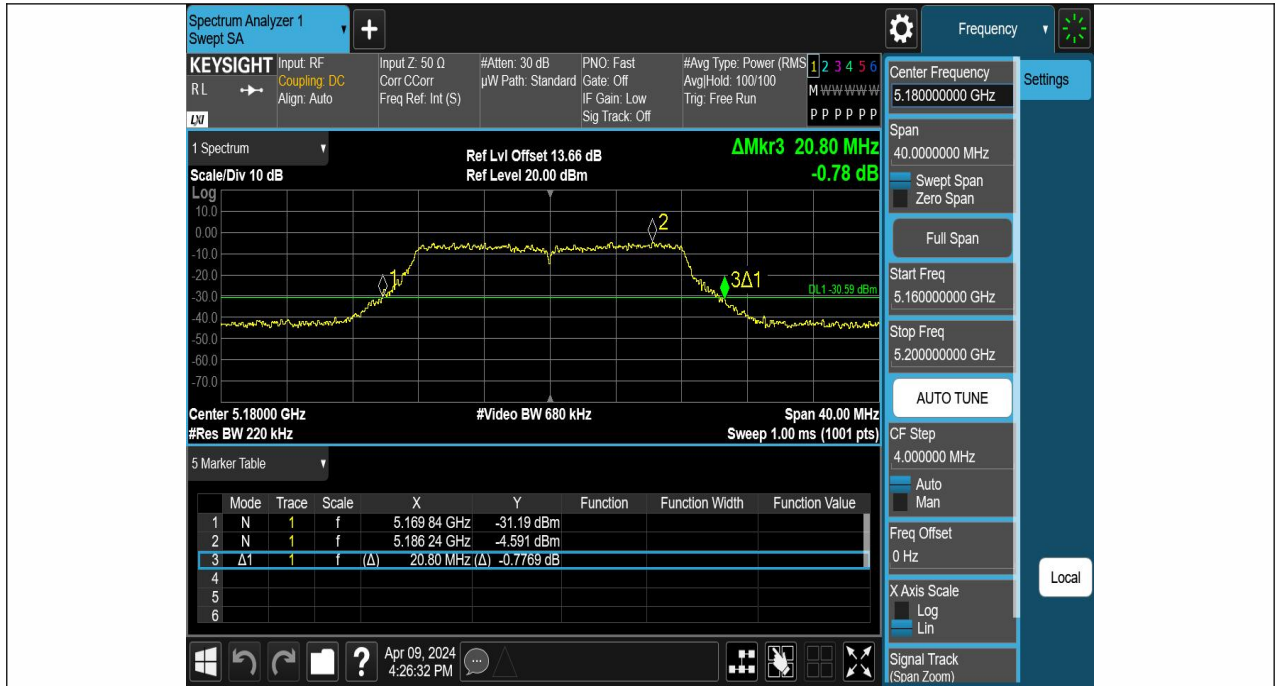 Spectrum Analyzer 1
Swept SA
+
Frequency
KEYSIGHT
RL
LXI
Input: RF
Coupling: DC
Align: Auto
Input Z: 50 Ω
Corr CCorr
Freq Ref: Int (S)
#Atten: 30 dB
µW Path: Standard
PNO: Fast
Gate: Off
IF Gain: Low
Sig Track: Off
#Avg Type: Power (RMS
Avg|Hold: 100/100
Trig: Free Run
1 2 3 4 5 6
M W W W W W
P P P P P P
1 Spectrum
Scale/Div 10 dB
Ref Lvl Offset 13.66 dB
Ref Level 20.00 dBm
ΔMkr3 20.80 MHz
-0.78 dB
Log
10.0
0.00
-10.0
-20.0
-30.0
-40.0
-50.0
-60.0
-70.0
1
2
3Δ1
DL1 -30.59 dBm
Center 5.18000 GHz
#Video BW 680 kHz
Span 40.00 MHz
#Res BW 220 kHz
Sweep 1.00 ms (1001 pts)
5 Marker Table
Mode Trace Scale X Y Function Function Width Function Value
1 N 1 f 5.169 84 GHz -31.19 dBm
2 N 1 f 5.186 24 GHz -4.591 dBm
3 Δ1 1 f (Δ) 20.80 MHz (Δ) -0.7769 dB
4
5
6
?
Apr 09, 2024
4:26:32 PM
Center Frequency
5.180000000 GHz
Settings
Span
40.0000000 MHz
Swept Span
Zero Span
Full Span
Start Freq
5.160000000 GHz
Stop Freq
5.200000000 GHz
AUTO TUNE
CF Step
4.000000 MHz
Auto
Man
Freq Offset
0 Hz
Local
X Axis Scale
Log
Lin
Signal Track
(Span Zoom)